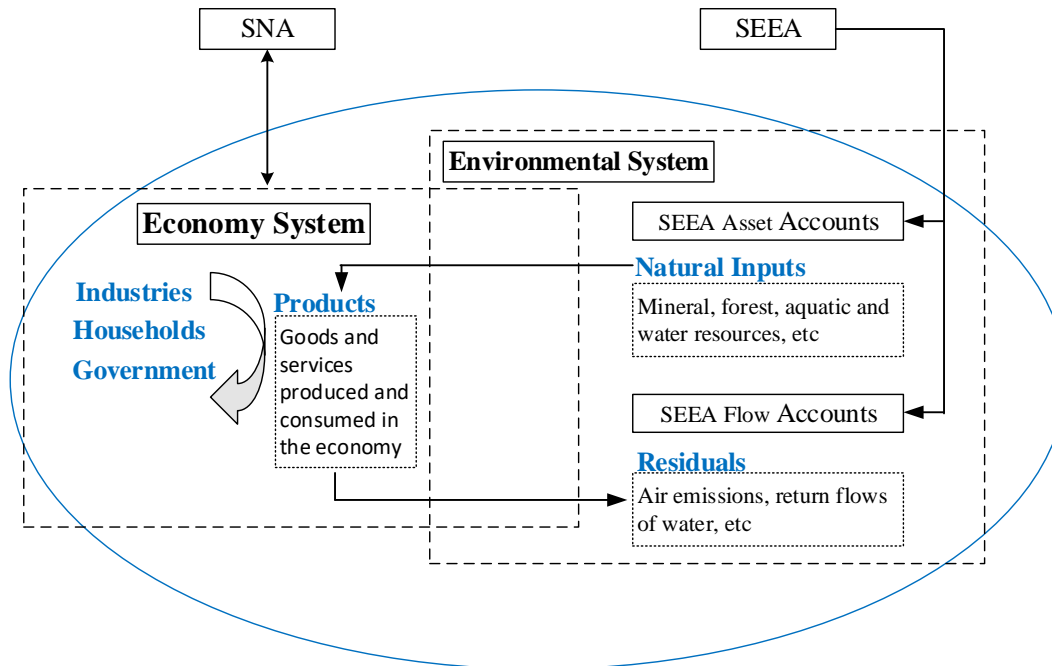 SNA
SEEA
Environmental System
Economy System
SEEA Asset Accounts
Natural Inputs
Mineral, forest, aquatic and
water resources, etc
Industries
Households
Government
Products
Goods and
services
produced and
consumed in
the economy
SEEA Flow Accounts
Residuals
Air emissions, return flows
of water, etc